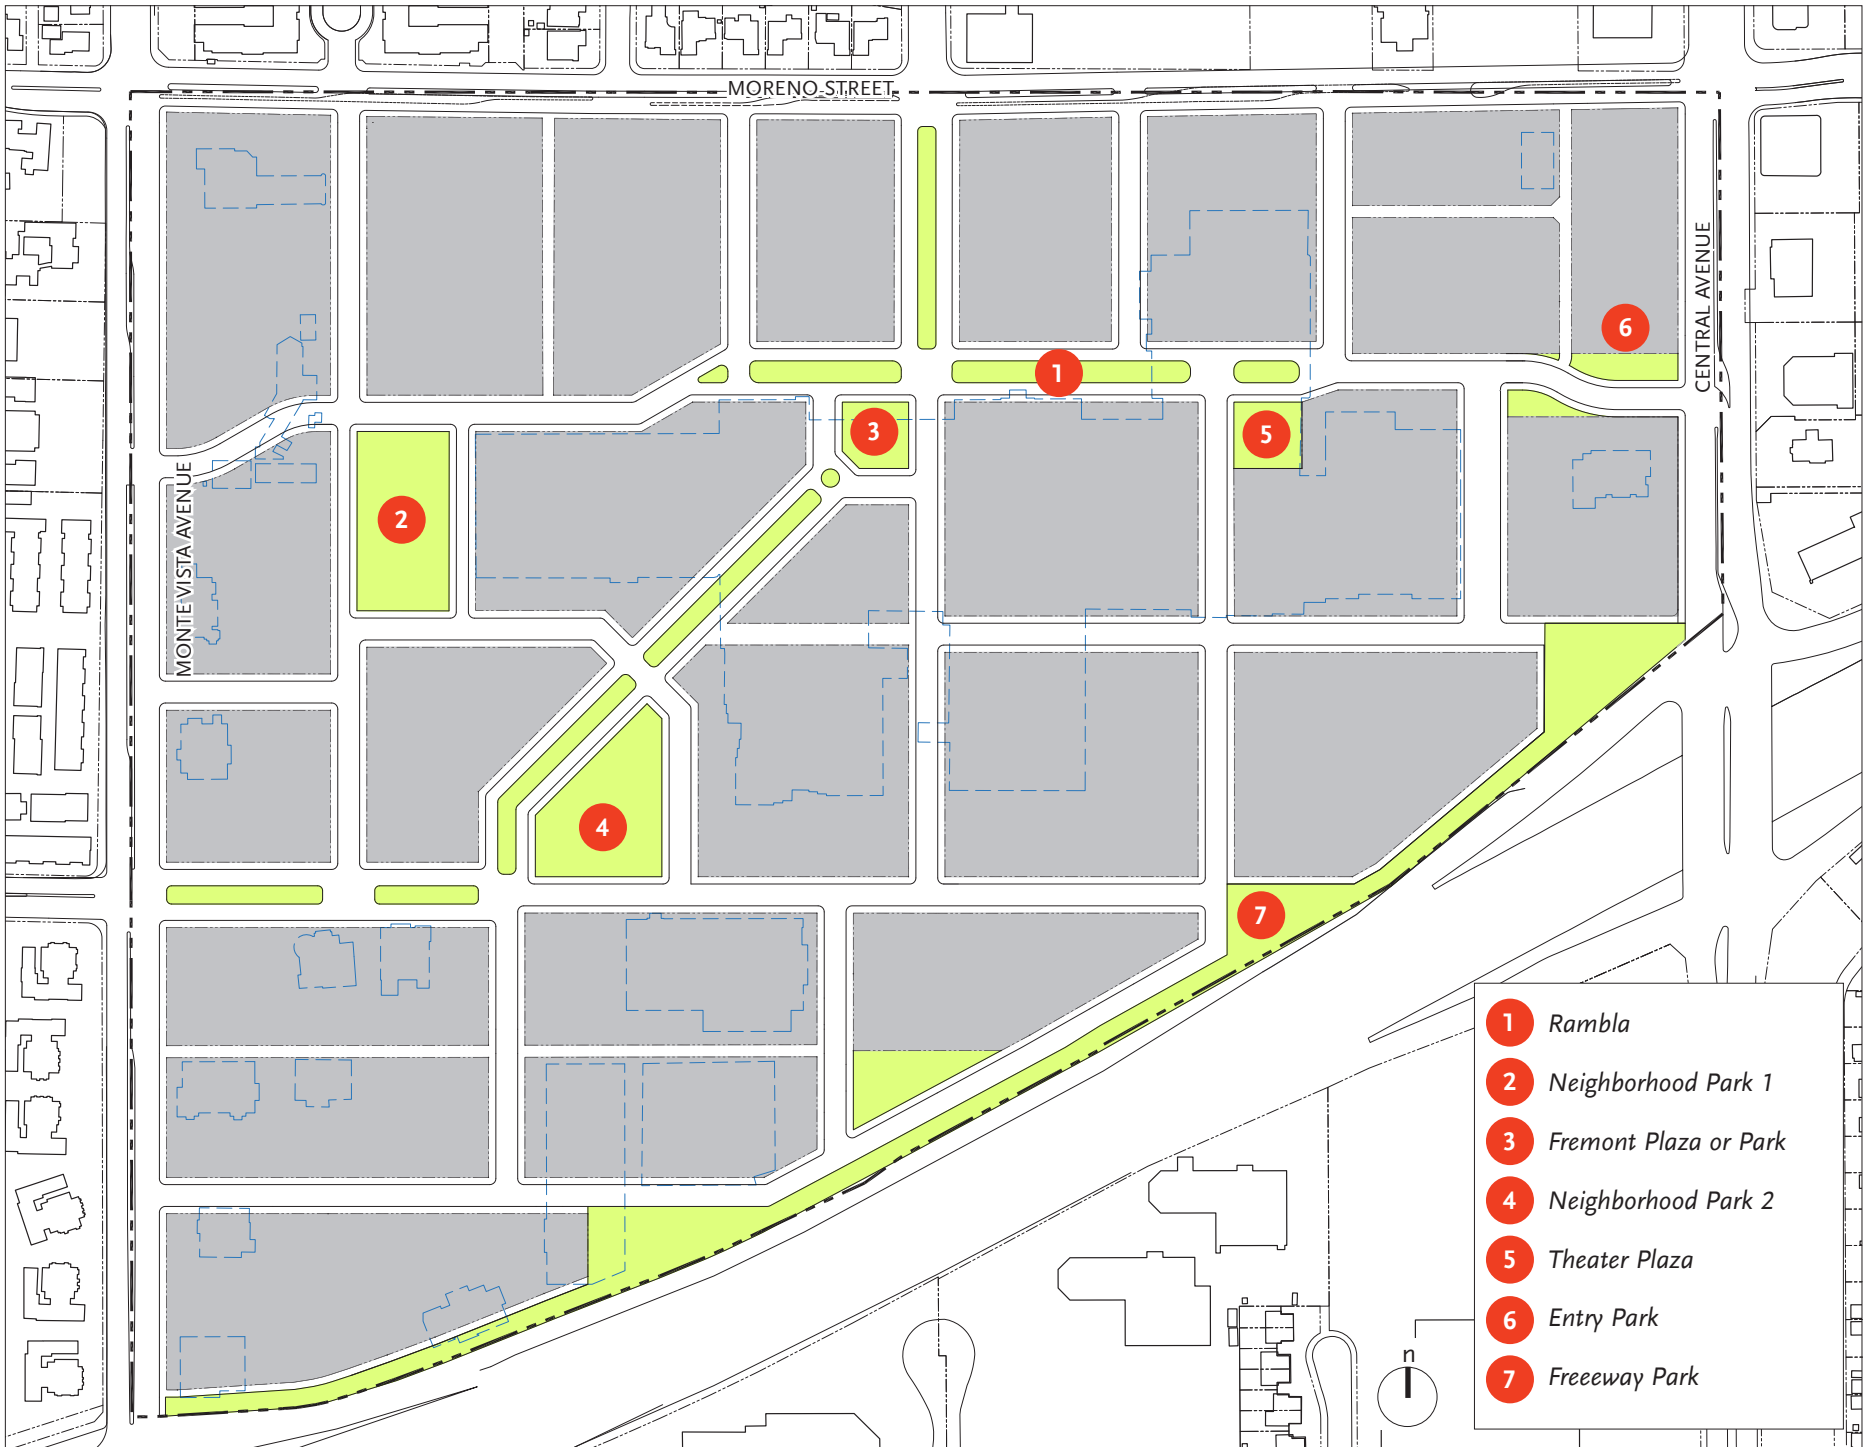 MORENO STREET
CENTRAL AVENUE
MONTE VISTA AVENUE
6
1
3
5
2
4
7
1 Rambla
2 Neighborhood Park 1
3 Fremont Plaza or Park
4 Neighborhood Park 2
5 Theater Plaza
6 Entry Park
7 Freeeway Park
n